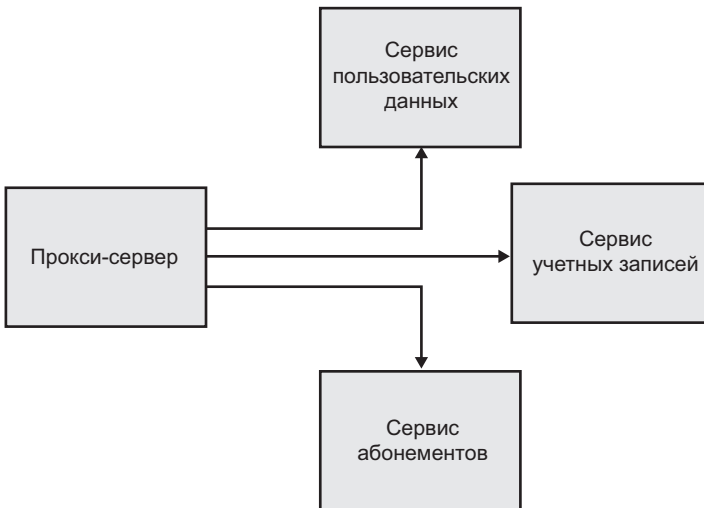 Сервис
пользовательских
данных
Прокси-сервер
Сервис
учетных записей
Сервис
абонементов